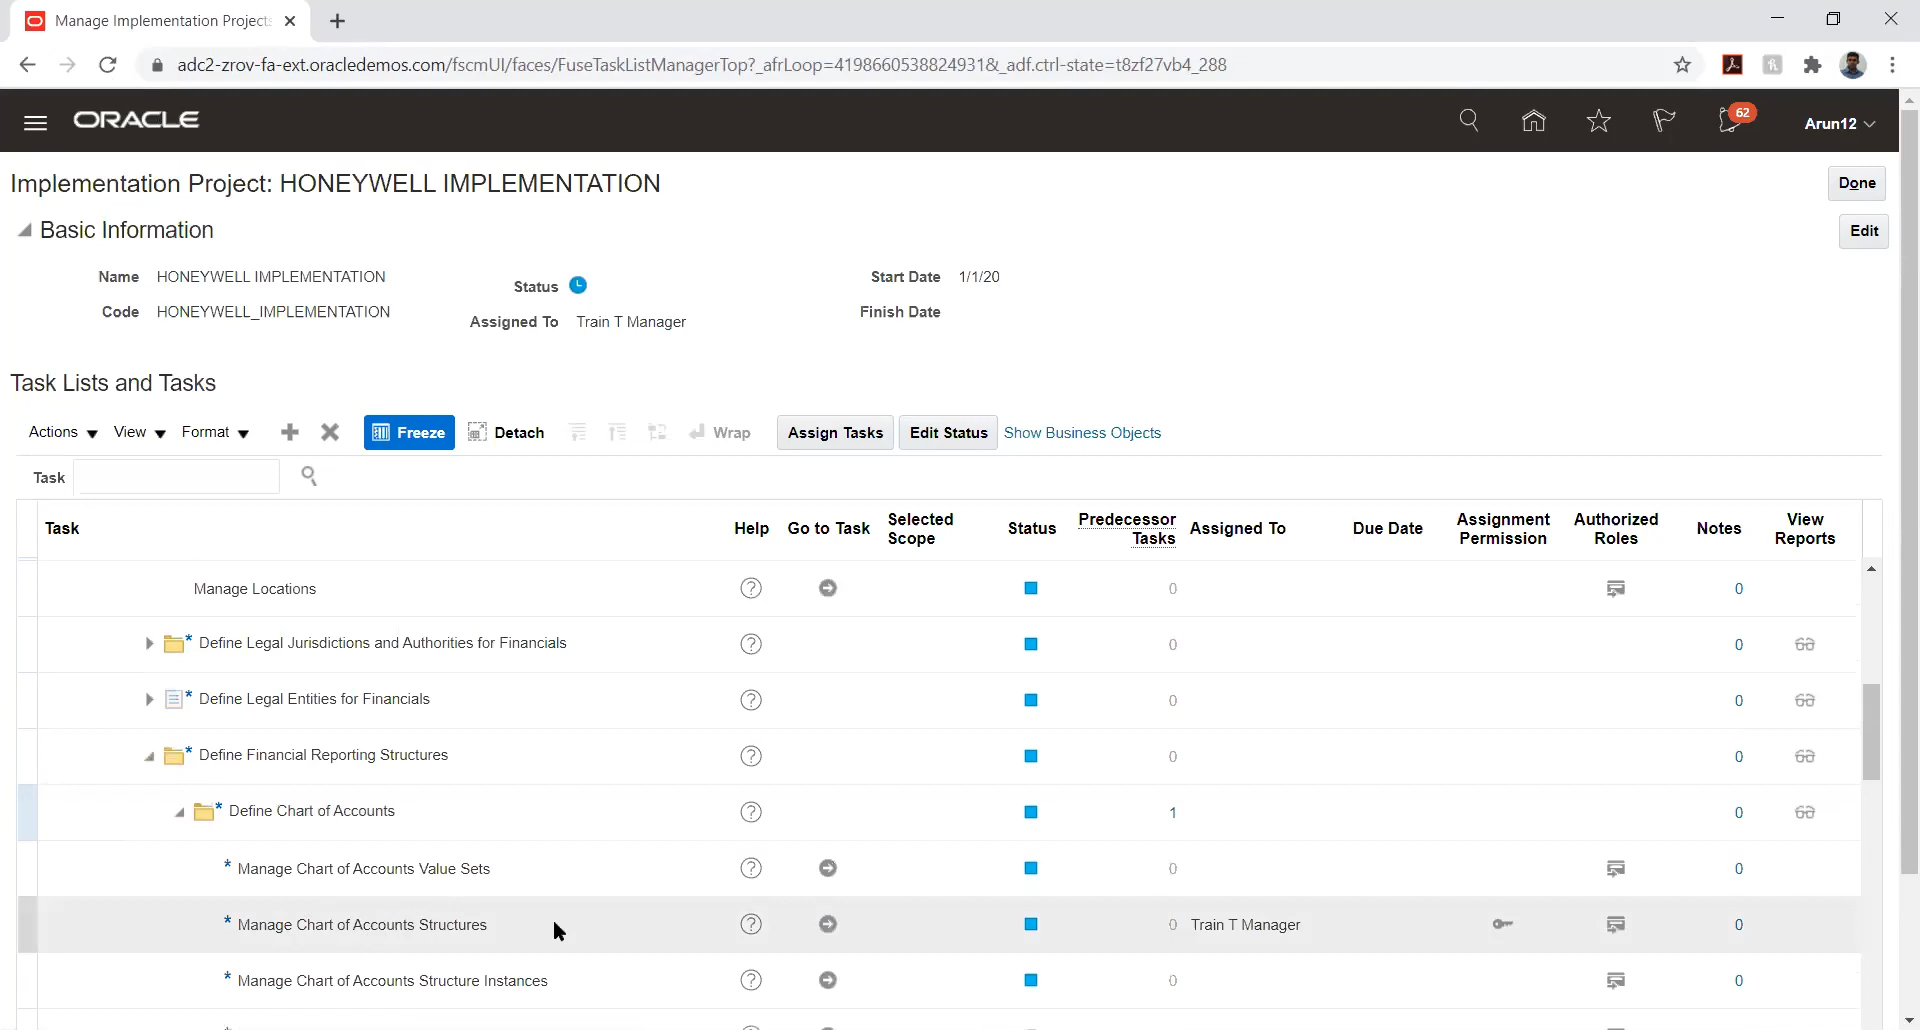 Manage Implementation Projects
adc2-zrov-fa-ext.oracledemos.com/fscmUI/faces/FuseTaskListManagerTop?_afrLoop=4198660538824931&_adf.ctrl-state=t8zf27vb4_288
ORACLE
62
Arun12
Implementation Project: HONEYWELL IMPLEMENTATION
Done
Basic Information
Edit
Name HONEYWELL IMPLEMENTATION
Status
Start Date 1/1/20
Code HONEYWELL_IMPLEMENTATION
Assigned To Train T Manager
Finish Date
Task Lists and Tasks
Actions View Format Freeze Detach Wrap Assign Tasks Edit Status Show Business Objects
Task
Task Help Go to Task Selected Scope Status Predecessor Tasks Assigned To Due Date Assignment Permission Authorized Roles Notes View Reports
Manage Locations 0 0
* Define Legal Jurisdictions and Authorities for Financials 0 0
* Define Legal Entities for Financials 0 0
* Define Financial Reporting Structures 0 0
* Define Chart of Accounts 1 0
* Manage Chart of Accounts Value Sets 0 0
* Manage Chart of Accounts Structures 0 Train T Manager 0
* Manage Chart of Accounts Structure Instances 0 0